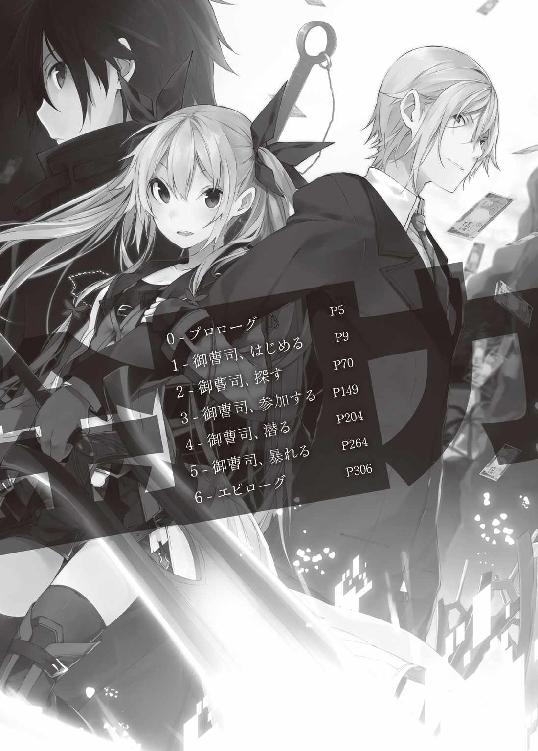 0 - プロローグ P5
1 - 御曹司、はじめる P9
2 - 御曹司、探す P70
3 - 御曹司、参加する P149
4 - 御曹司、潜る P204
5 - 御曹司、暴れる P264
6 - エピローグ P306